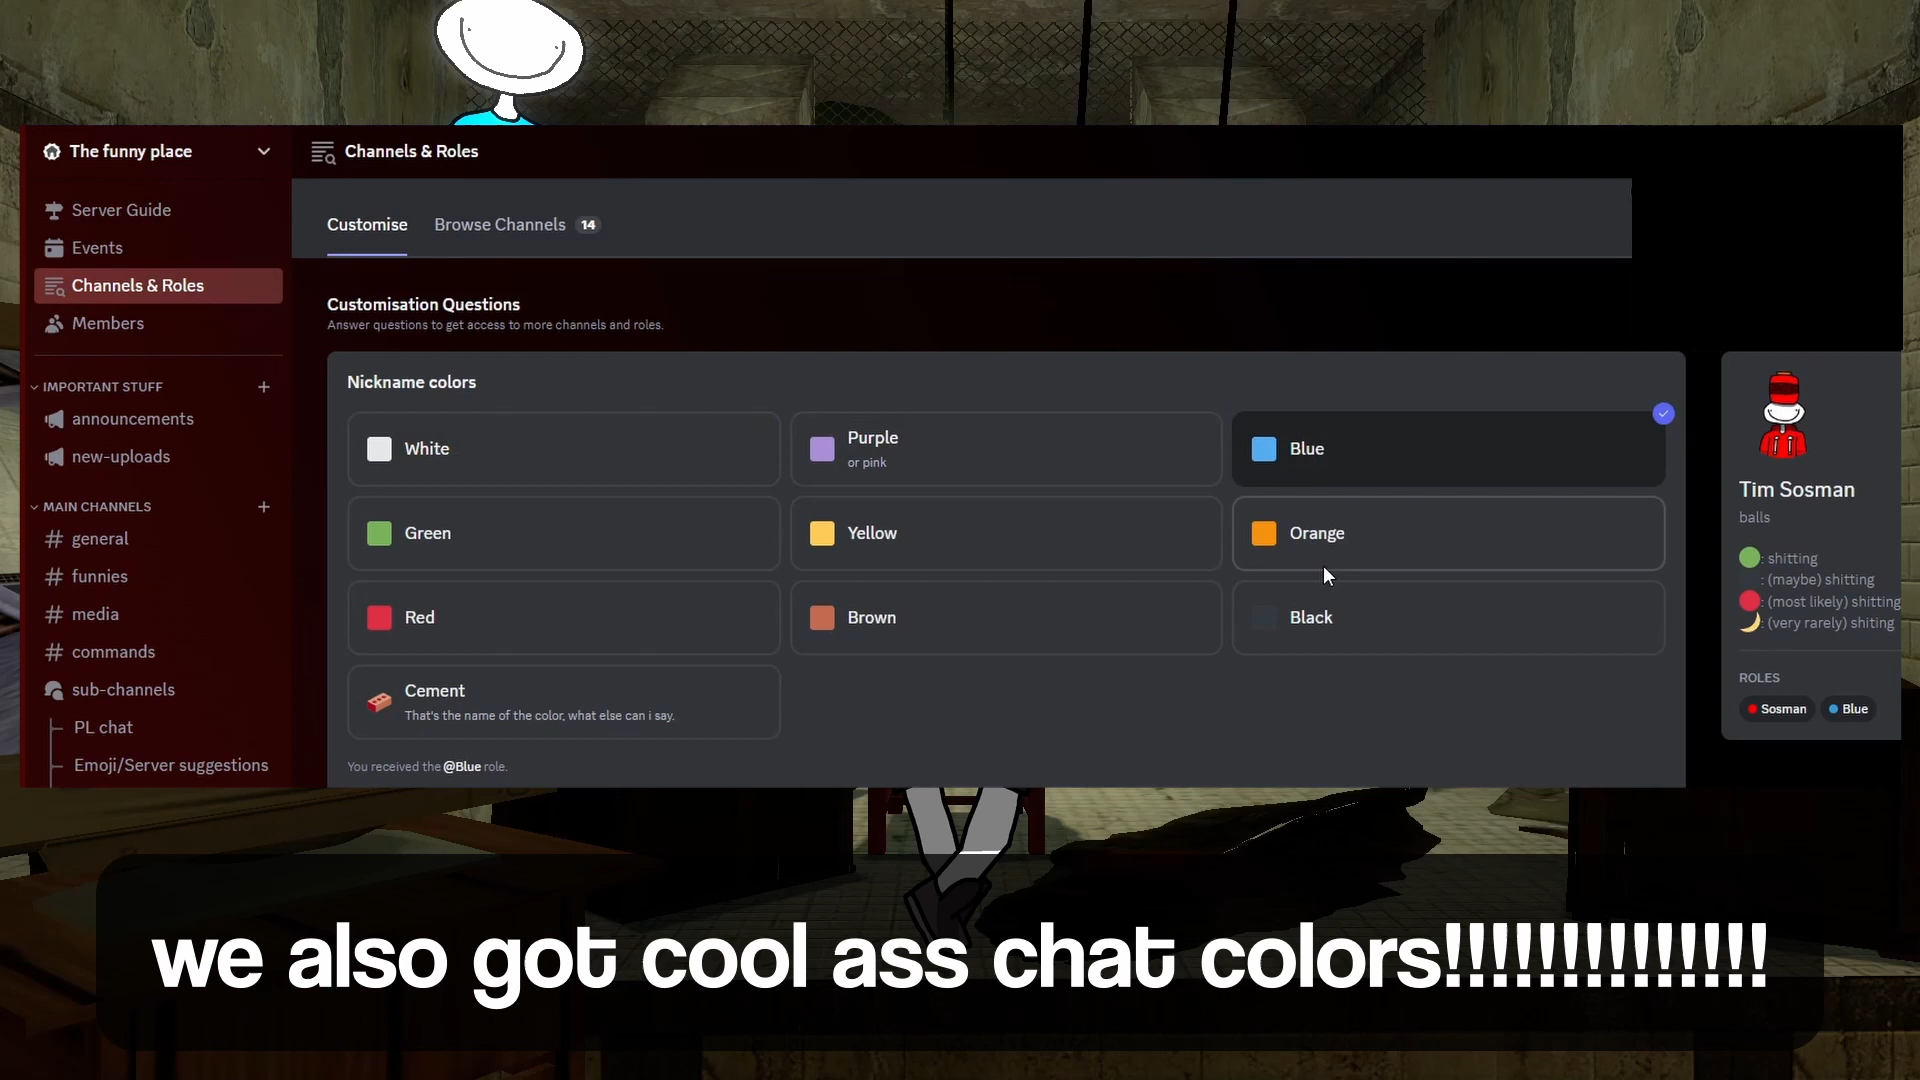 The funny place
Server Guide
Events
Channels & Roles
Members
IMPORTANT STUFF
announcements
new-uploads
MAIN CHANNELS
general
funnies
media
commands
sub-channels
PL chat
Emoji/Server suggestions
Channels & Roles
Customise
Browse Channels 14
Customisation Questions
Answer questions to get access to more channels and roles.
Nickname colors
White
Purple
or pink
Blue
Green
Yellow
Orange
Red
Brown
Black
Cement
That's the name of the color, what else can i say.
You received the @Blue role.
Tim Sosman
balls
: shitting
: (maybe) shitting
: (most likely) shitting
: (very rarely) shiting
ROLES
Sosman
Blue
we also got cool ass chat colors!!!!!!!!!!!!!!